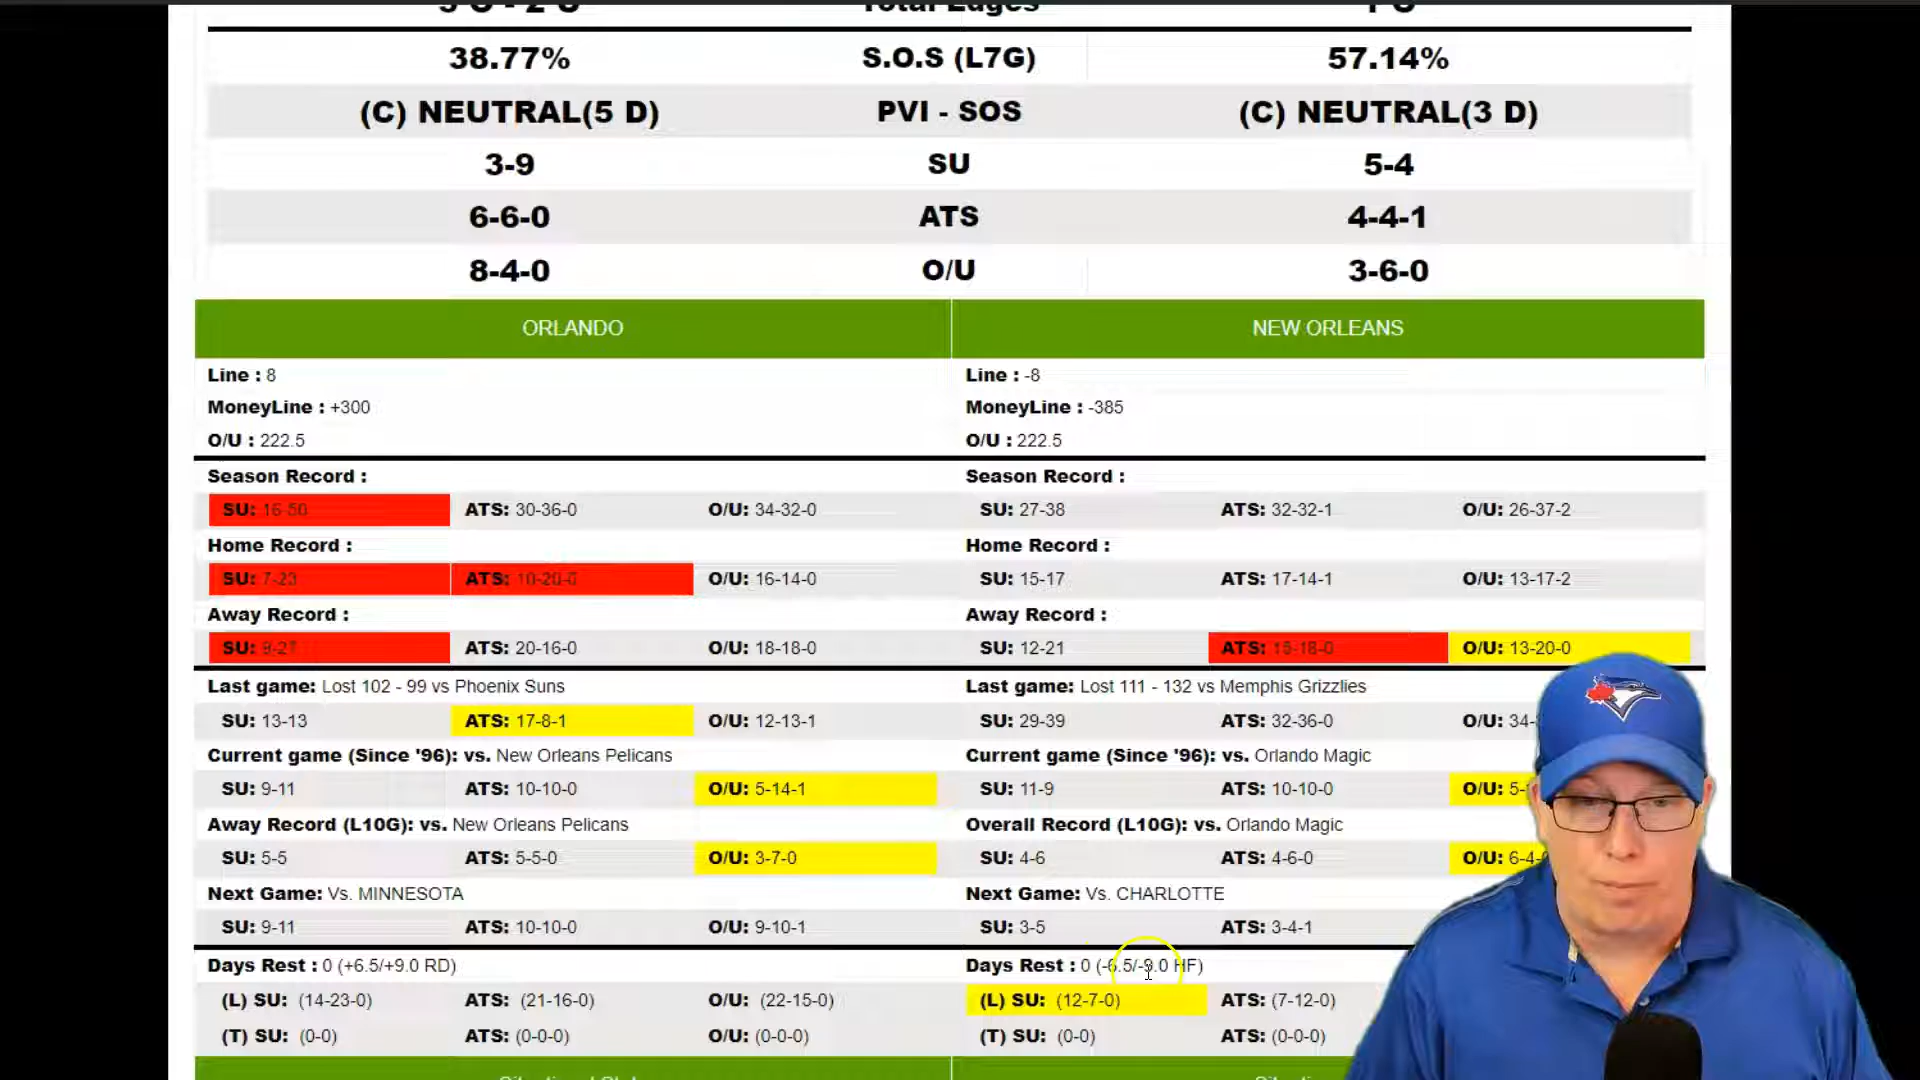 Total Edges
38.77% S.O.S (L7G) 57.14%
(C) NEUTRAL(5 D) PVI - SOS (C) NEUTRAL(3 D)
3-9 SU 5-4
6-6-0 ATS 4-4-1
8-4-0 O/U 3-6-0
ORLANDO NEW ORLEANS
Line : 8 Line : -8
MoneyLine : +300 MoneyLine : -385
O/U : 222.5 O/U : 222.5
Season Record : Season Record :
SU: 16-50 ATS: 30-36-0 O/U: 34-32-0 SU: 27-38 ATS: 32-32-1 O/U: 26-37-2
Home Record : Home Record :
SU: 7-23 ATS: 10-20-0 O/U: 16-14-0 SU: 15-17 ATS: 17-14-1 O/U: 13-17-2
Away Record : Away Record :
SU: 9-27 ATS: 20-16-0 O/U: 18-18-0 SU: 12-21 ATS: 15-18-0 O/U: 13-20-0
Last game: Lost 102 - 99 vs Phoenix Suns Last game: Lost 111 - 132 vs Memphis Grizzlies
SU: 13-13 ATS: 17-8-1 O/U: 12-13-1 SU: 29-39 ATS: 32-36-0 O/U: 34-
Current game (Since '96): vs. New Orleans Pelicans Current game (Since '96): vs. Orlando Magic
SU: 9-11 ATS: 10-10-0 O/U: 5-14-1 SU: 11-9 ATS: 10-10-0 O/U: 5-
Away Record (L10G): vs. New Orleans Pelicans Overall Record (L10G): vs. Orlando Magic
SU: 5-5 ATS: 5-5-0 O/U: 3-7-0 SU: 4-6 ATS: 4-6-0 O/U: 6-4-
Next Game: Vs. MINNESOTA Next Game: Vs. CHARLOTTE
SU: 9-11 ATS: 10-10-0 O/U: 9-10-1 SU: 3-5 ATS: 3-4-1
Days Rest : 0 (+6.5/+9.0 RD) Days Rest : 0 (-6.5/-9.0 HF)
(L) SU: (14-23-0) ATS: (21-16-0) O/U: (22-15-0) (L) SU: (12-7-0) ATS: (7-12-0)
(T) SU: (0-0) ATS: (0-0-0) O/U: (0-0-0) (T) SU: (0-0) ATS: (0-0-0)